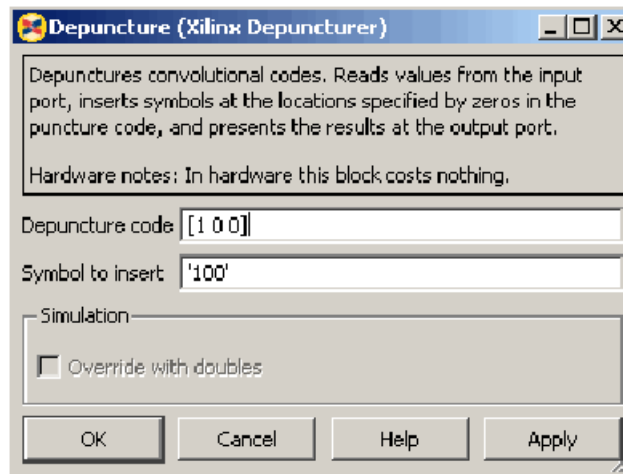 Depuncture (Xilinx Depuncturer)
Depunctures convolutional codes. Reads values from the input
port, inserts symbols at the locations specified by zeros in the
puncture code, and presents the results at the output port.
Hardware notes: In hardware this block costs nothing.
Depuncture code [1 0 0]
Symbol to insert '100'
Simulation
Override with doubles
OK Cancel Help Apply